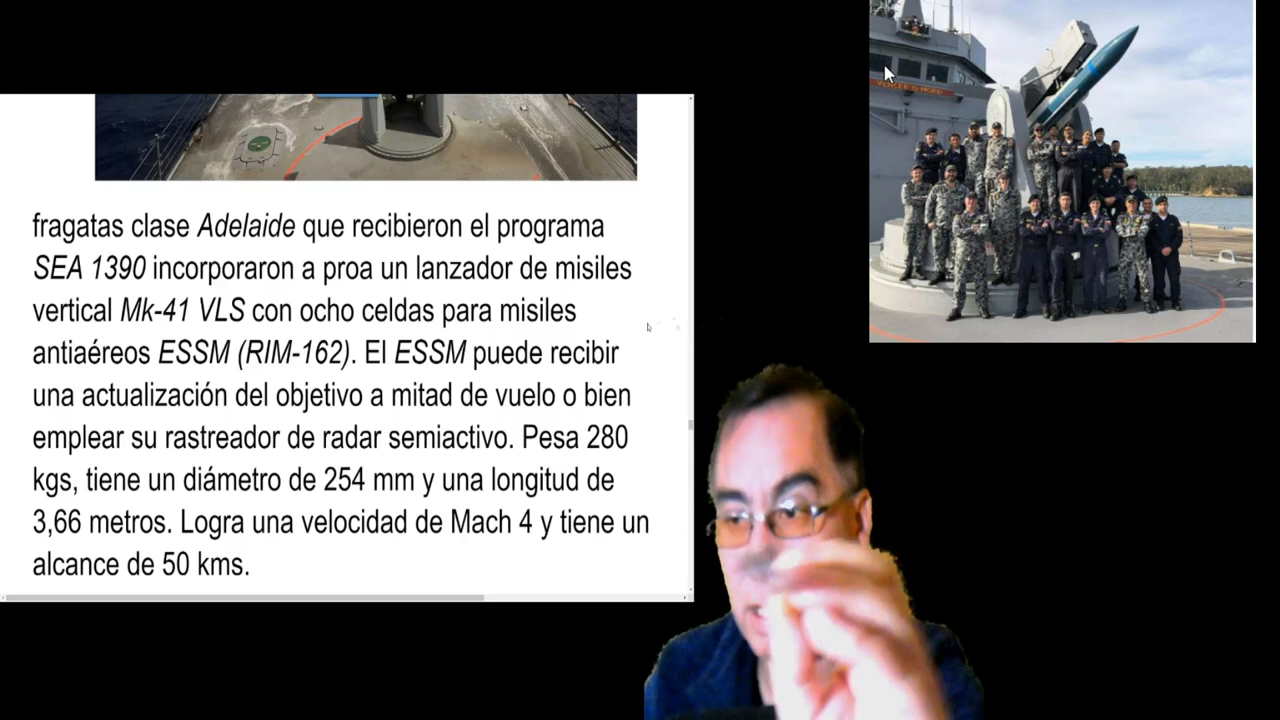 fragatas clase Adelaide que recibieron el programa
SEA 1390 incorporaron a proa un lanzador de misiles
vertical Mk-41 VLS con ocho celdas para misiles
antiaéreos ESSM (RIM-162). El ESSM puede recibir
una actualización del objetivo a mitad de vuelo o bien
emplear su rastreador de radar semiactivo. Pesa 280
kgs, tiene un diámetro de 254 mm y una longitud de
3,66 metros. Logra una velocidad de Mach 4 y tiene un
alcance de 50 kms.